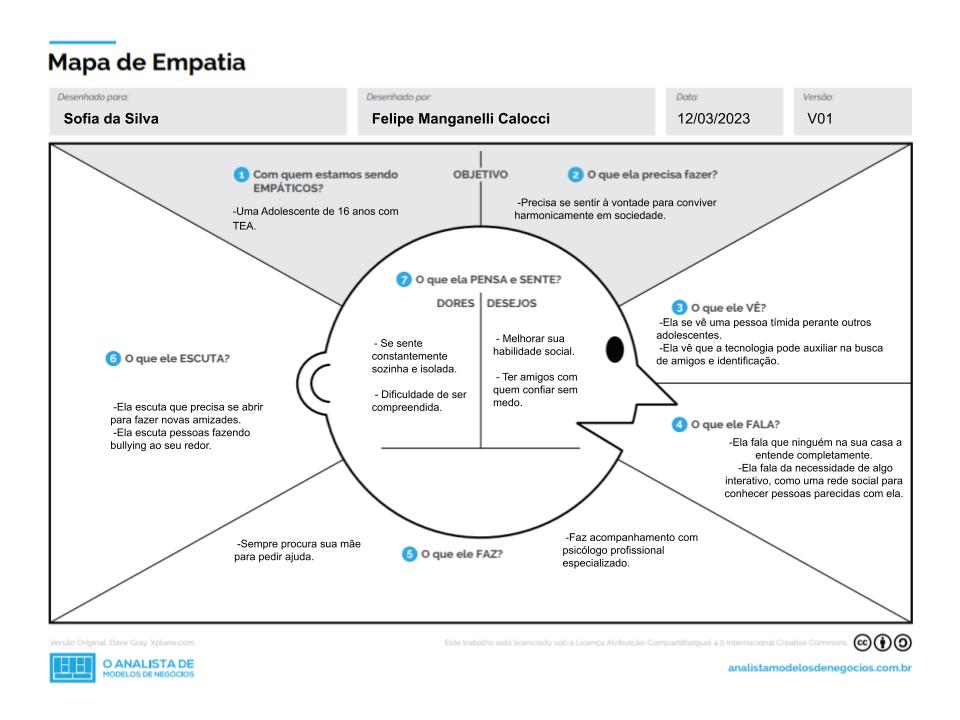 Mapa de Empatia
Desenhado para:
Sofia da Silva
Desenhado por:
Felipe Manganelli Calocci
Data:
12/03/2023
Versão:
V01
1 Com quem estamos sendo
EMPÁTICOS?
-Uma Adolescente de 16 anos com
TEA.
OBJETIVO
2 O que ela precisa fazer?
-Precisa se sentir à vontade para conviver
harmonicamente em sociedade.
3 O que ele VÊ?
-Ela se vê uma pessoa tímida perante outros
adolescentes.
-Ela vê que a tecnologia pode auxiliar na busca
de amigos e identificação.
4 O que ele FALA?
-Ela fala que ninguém na sua casa a
entende completamente.
-Ela fala da necessidade de algo
interativo, como uma rede social para
conhecer pessoas parecidas com ela.
5 O que ele FAZ?
-Sempre procura sua mãe
para pedir ajuda.
-Faz acompanhamento com
psicólogo profissional
especializado.
6 O que ele ESCUTA?
-Ela escuta que precisa se abrir
para fazer novas amizades.
-Ela escuta pessoas fazendo
bullying ao seu redor.
7 O que ela PENSA e SENTE?
DORES
- Se sente
constantemente
sozinha e isolada.
- Dificuldade de ser
compreendida.
DESEJOS
- Melhorar sua
habilidade social.
- Ter amigos com
quem confiar sem
medo.
Versão Original: Dave Gray, Xplane.com
Este trabalho está licenciado sob a Licença Atribuição-CompartilhaIgual 4.0 Internacional Creative Commons.
cc
O ANALISTA DE
MODELOS DE NEGÓCIOS
analistamodelosdenegocios.com.br